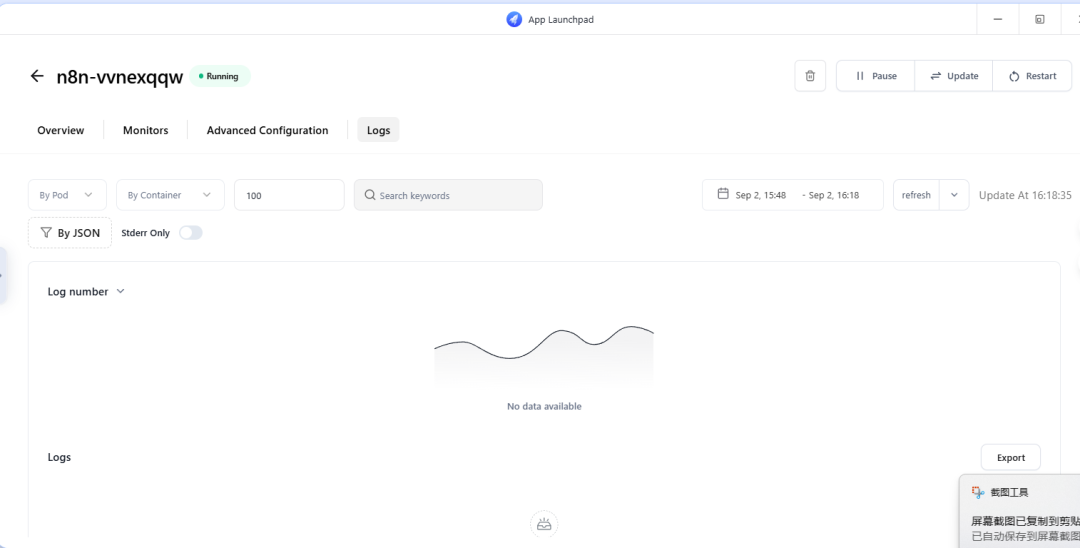 App Launchpad
n8n-vvnexqqw Running
Pause Update Restart
Overview Monitors Advanced Configuration Logs
By Pod By Container 100 Search keywords Sep 2, 15:48 - Sep 2, 16:18 refresh Update At 16:18:35
By JSON Stderr Only
Log number
No data available
Logs Export
截图工具
屏幕截图已复制到剪贴
已自动保存到屏幕截图